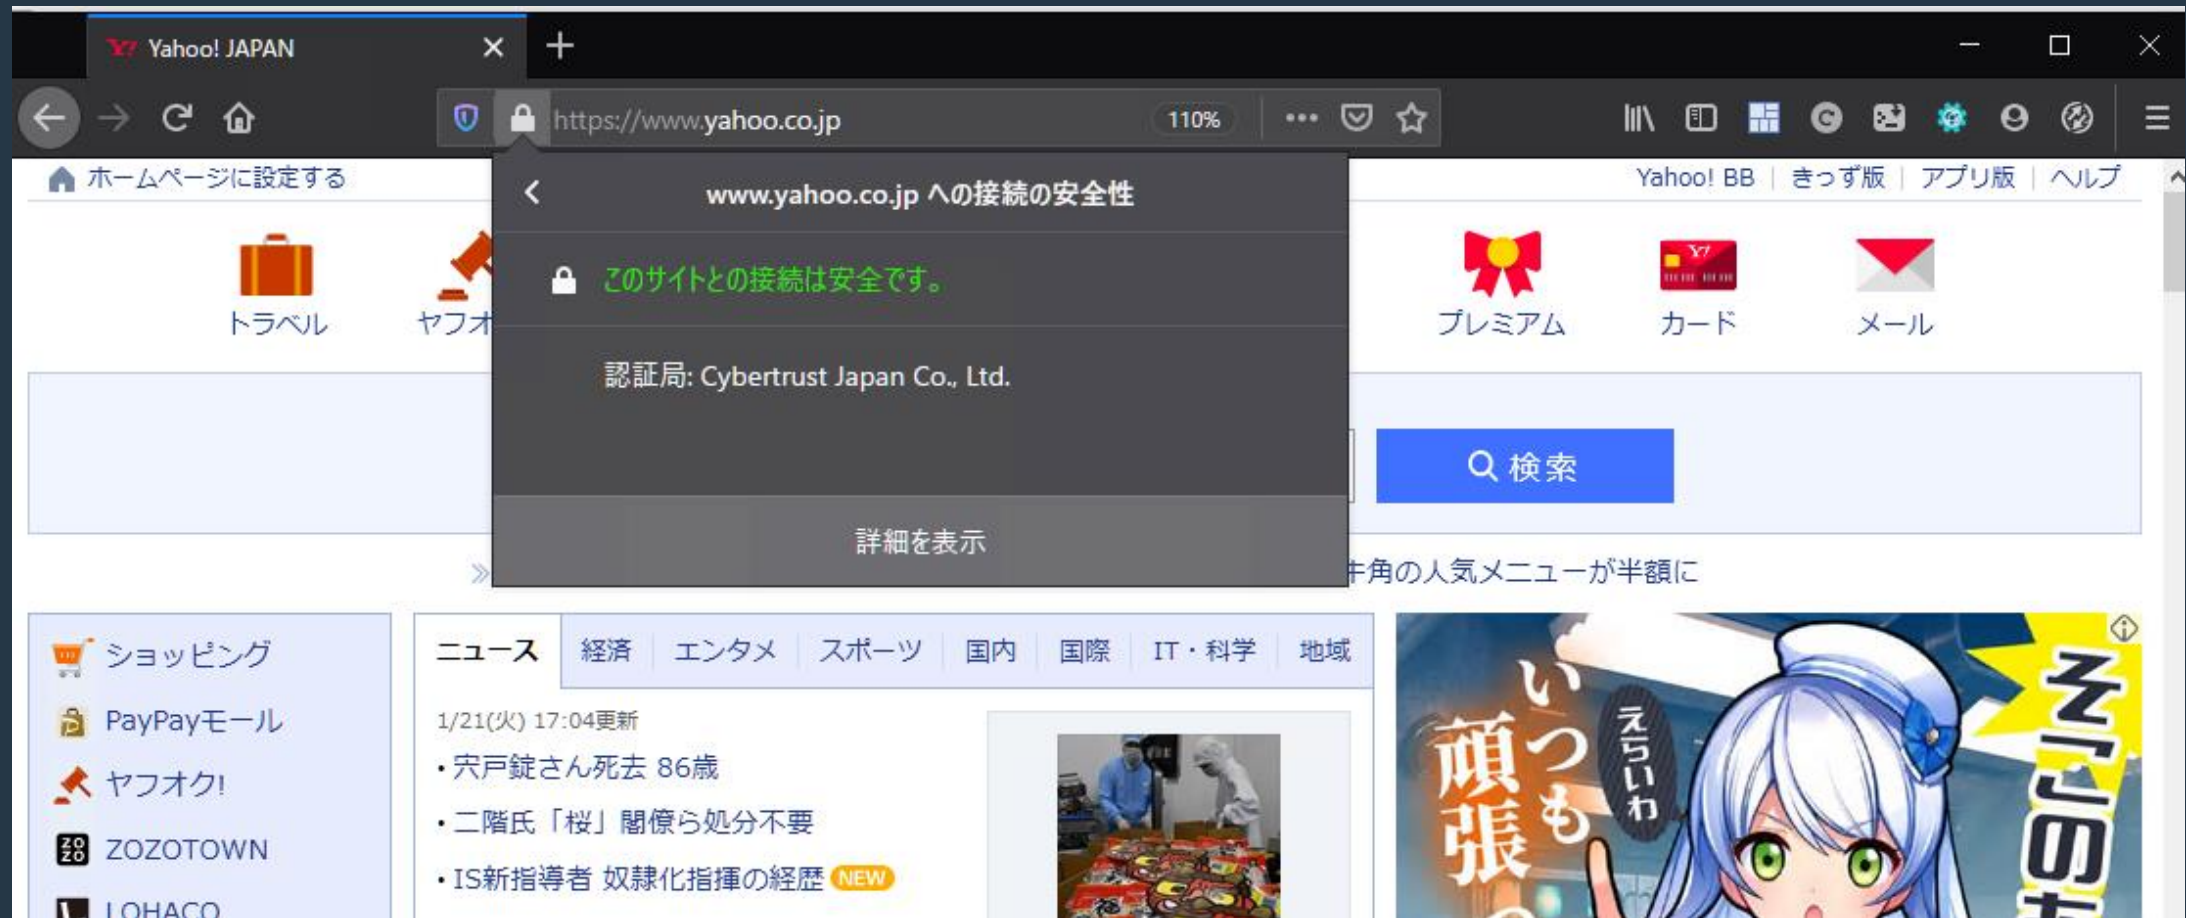 Yahoo! JAPAN
https://www.yahoo.co.jp
110%
ホームページに設定する
Yahoo! BB
きっず版
アプリ版
ヘルプ
www.yahoo.co.jp への接続の安全性
このサイトとの接続は安全です。
認証局: Cybertrust Japan Co., Ltd.
詳細を表示
トラベル
ヤフオ
プレミアム
カード
メール
検索
角の人気メニューが半額に
ショッピング
PayPayモール
ヤフオク!
ZOZOTOWN
LOHACO
ニュース
経済
エンタメ
スポーツ
国内
国際
IT・科学
地域
1/21(火) 17:04更新
・宍戸錠さん死去 86歳
・二階氏「桜」閣僚ら処分不要
・IS新指導者 奴隷化指揮の経歴 NEW
そこのあ
いつも
頑張っ
えらいわ